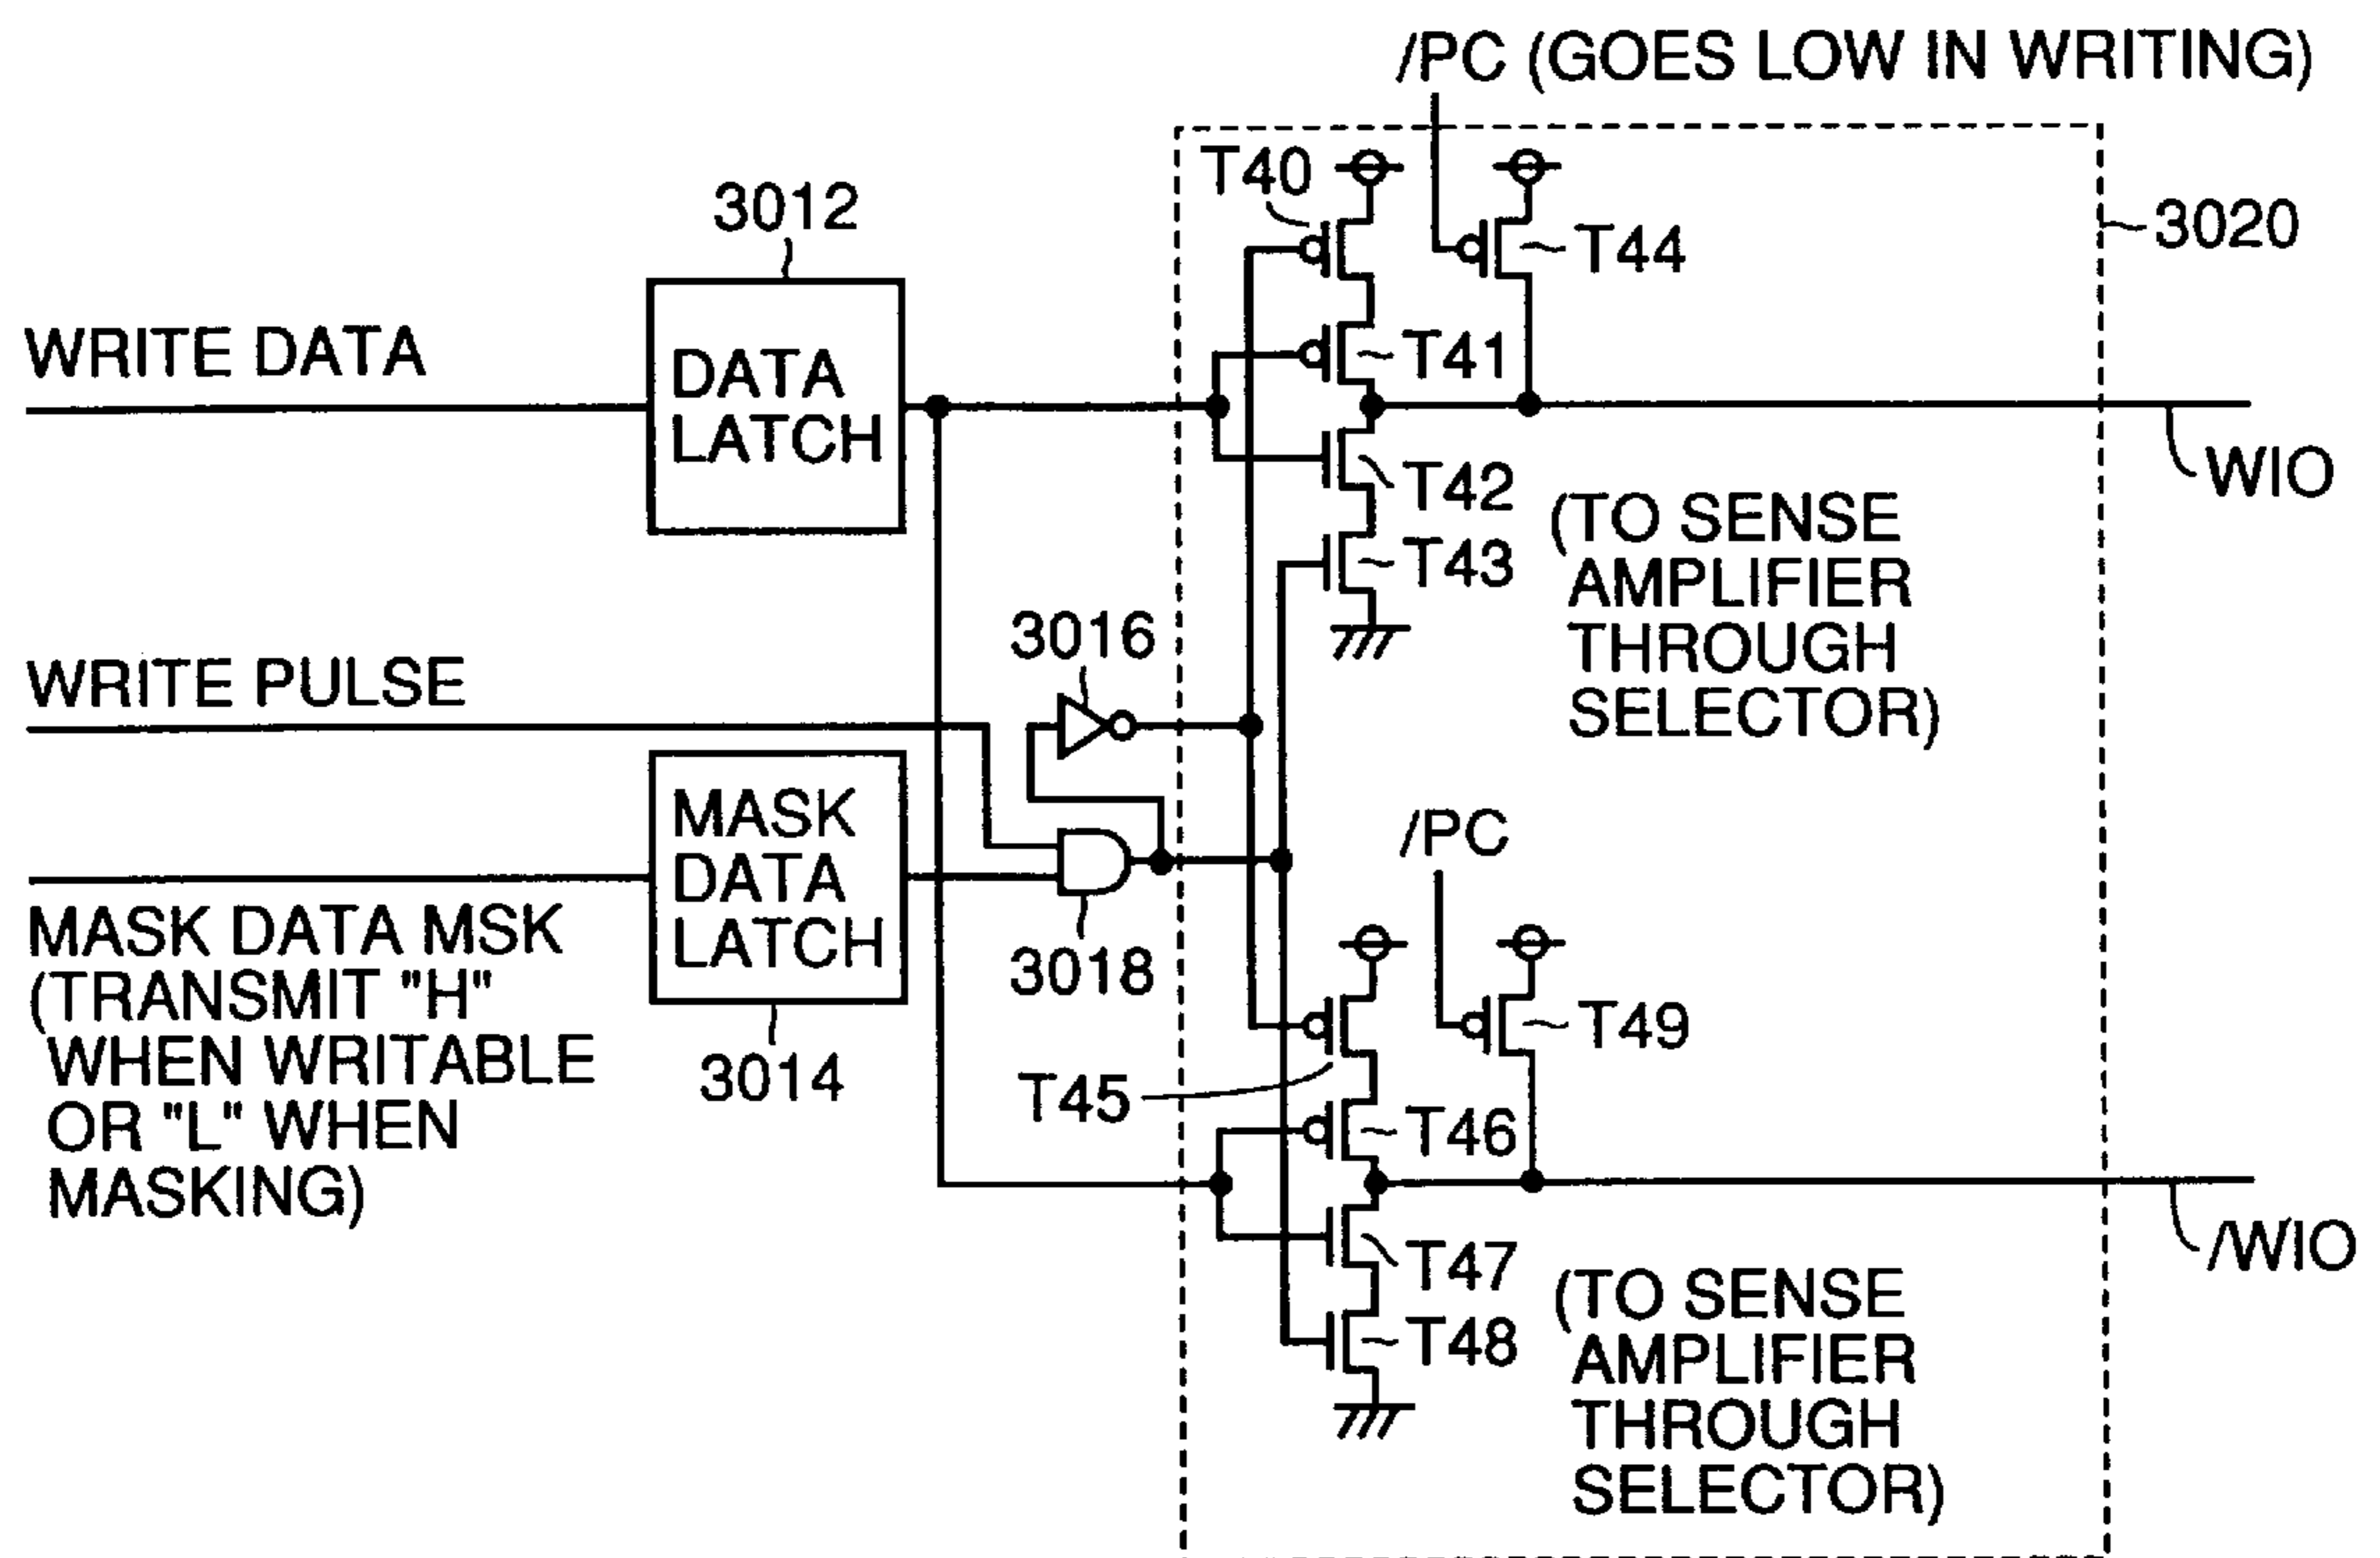 /PC (GOES LOW IN WRITING)
T40
3012
T44
3020
WRITE DATA
DATA
LATCH
T41
WIO
T42
(TO SENSE
AMPLIFIER
THROUGH
SELECTOR)
T43
3016
WRITE PULSE
MASK
DATA
LATCH
/PC
MASK DATA MSK
(TRANSMIT "H"
WHEN WRITABLE
OR "L" WHEN
MASKING)
3018
3014
T45
T49
T46
/WIO
T47
(TO SENSE
AMPLIFIER
THROUGH
SELECTOR)
T48